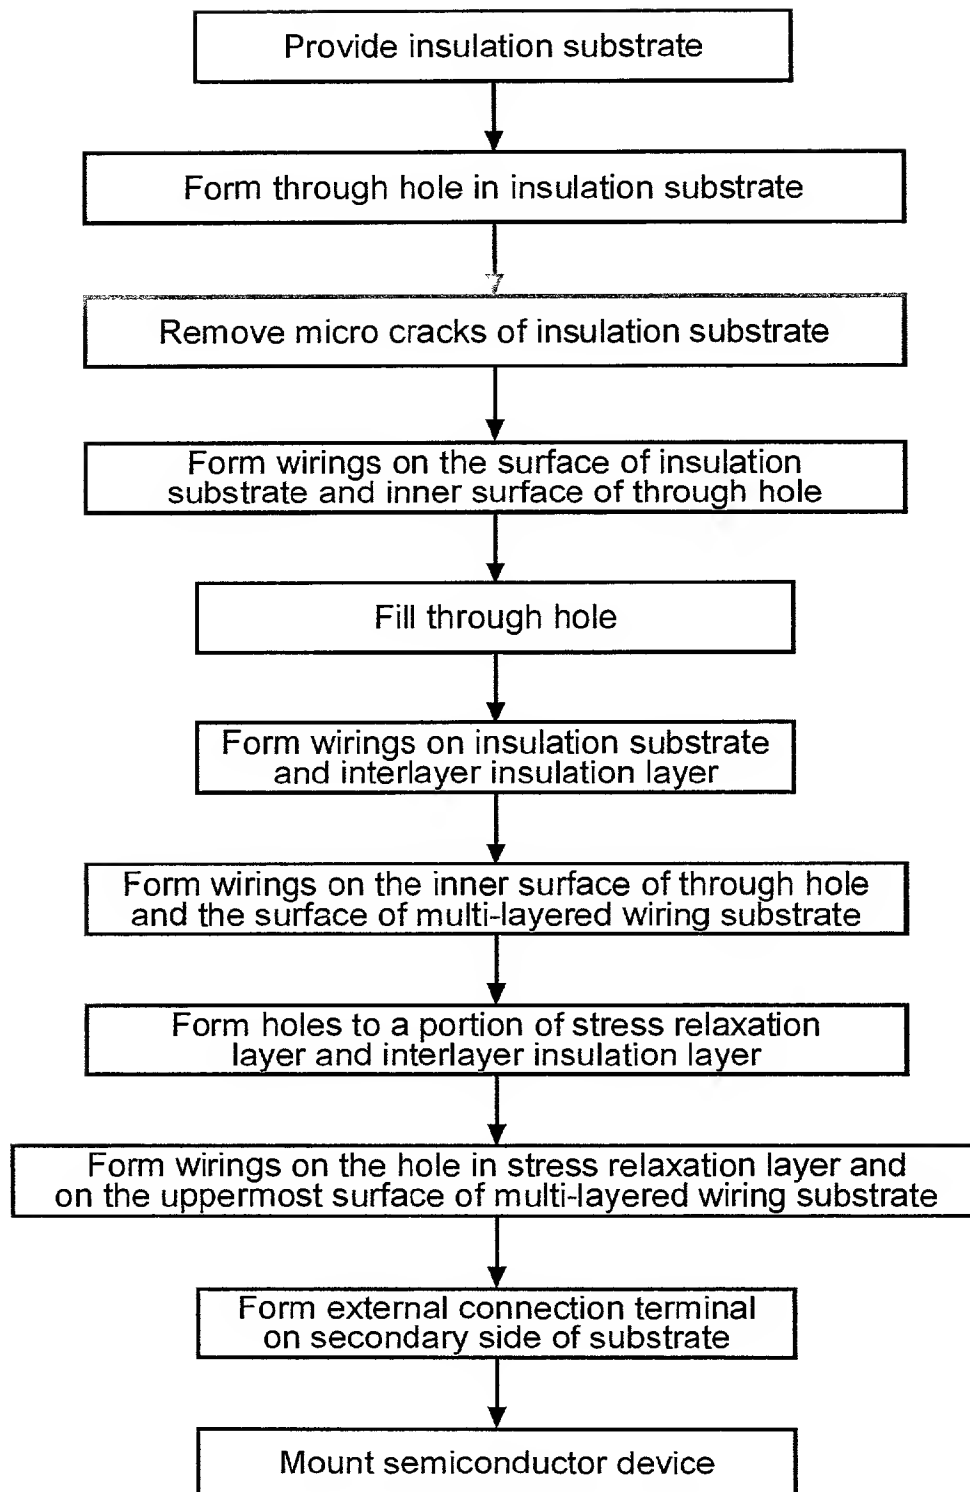 Provide insulation substrate
Form through hole in insulation substrate
Remove micro cracks of insulation substrate
Form wirings on the surface of insulation
substrate and inner surface of through hole
Fill through hole
Form wirings on insulation substrate
and interlayer insulation layer
Form wirings on the inner surface of through hole
and the surface of multi-layered wiring substrate
Form holes to a portion of stress relaxation
layer and interlayer insulation layer
Form wirings on the hole in stress relaxation layer and
on the uppermost surface of multi-layered wiring substrate
Form external connection terminal
on secondary side of substrate
Mount semiconductor device